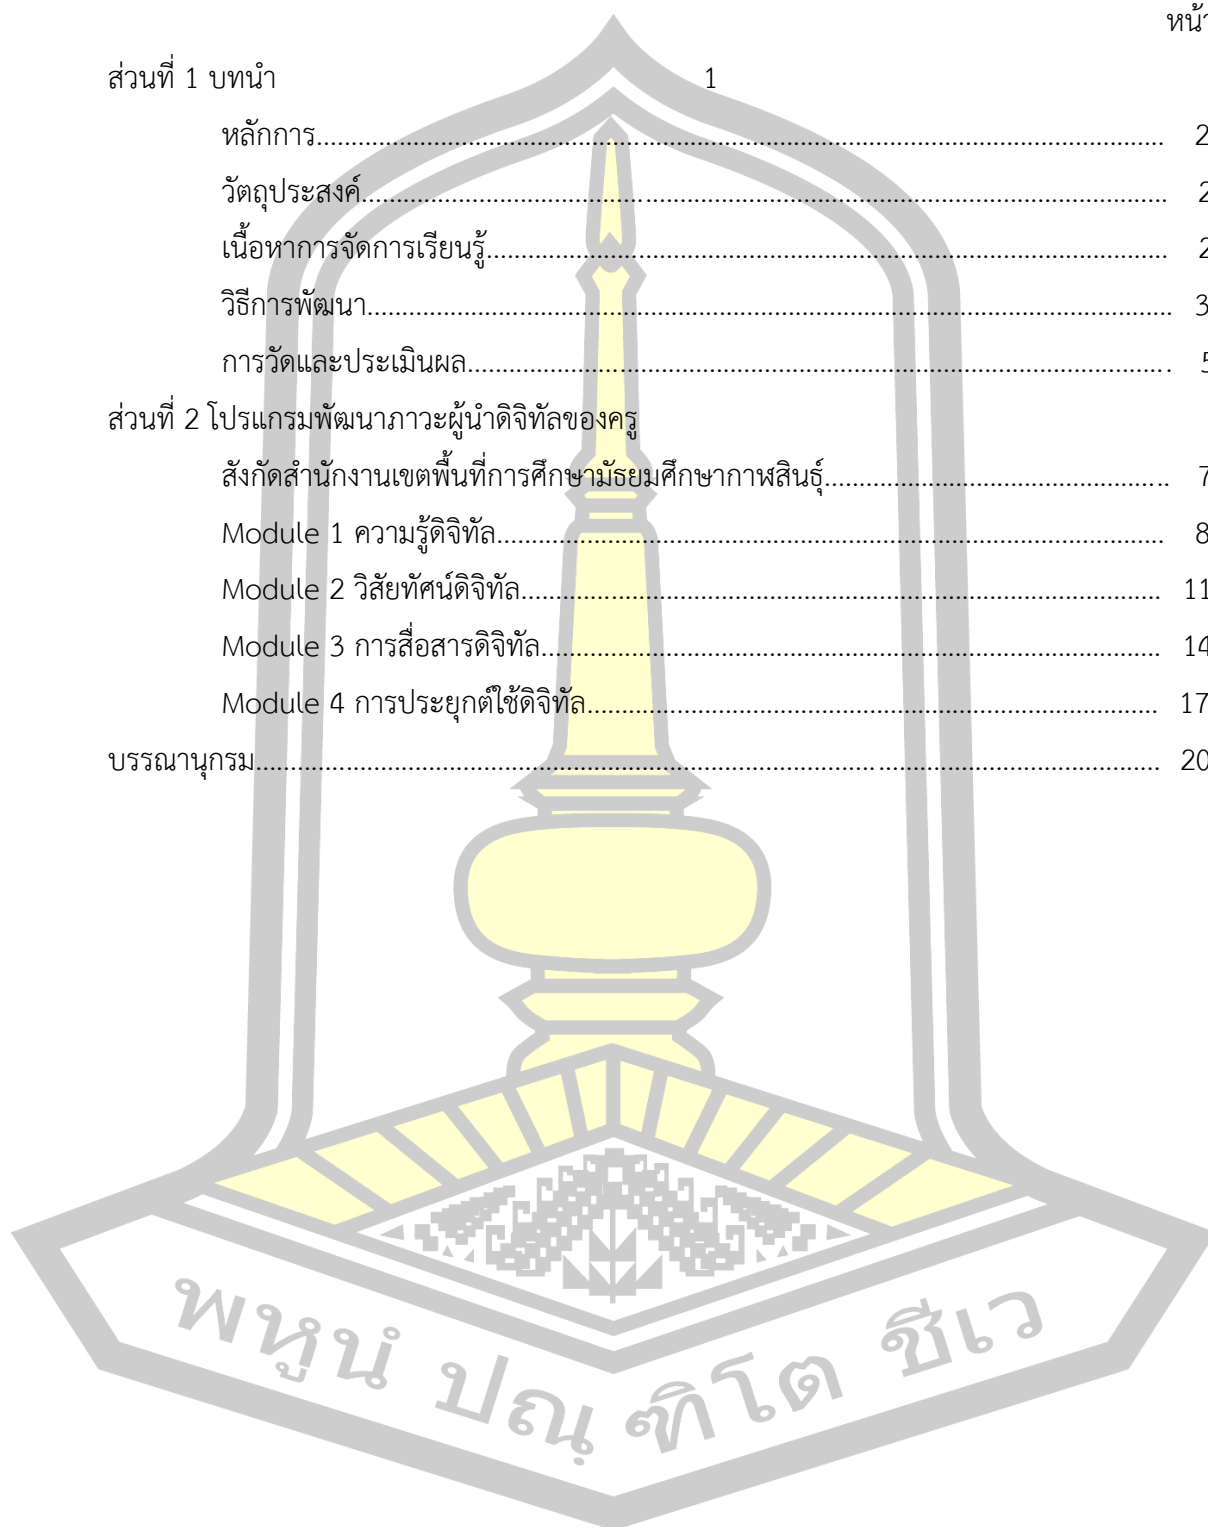 หน้า
ส่วนที่ 1 บทนำ 1
หลักการ........................................................................................................ 2
วัตถุประสงค์.................................................................................................. 2
เนื้อหาการจัดการเรียนรู้.................................................................................. 2
วิธีการพัฒนา................................................................................................. 3
การวัดและประเมินผล..................................................................................... 5
ส่วนที่ 2 โปรแกรมพัฒนาภาวะผู้นำดิจิทัลของครู
สังกัดสำนักงานเขตพื้นที่การศึกษามัธยมศึกษากาฬสินธุ์........................................... 7
Module 1 ความรู้ดิจิทัล.................................................................................. 8
Module 2 วิสัยทัศน์ดิจิทัล............................................................................... 11
Module 3 การสื่อสารดิจิทัล............................................................................. 14
Module 4 การประยุกต์ใช้ดิจิทัล....................................................................... 17
บรรณานุกรม................................................................................................. 20
พหูนํ ปณฺฑิโต ชีเว